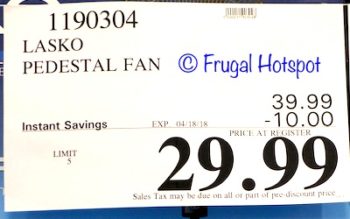 1190304
LASKO
PEDESTAL FAN
© Frugal Hotspot
39.99
Instant Savings EXP. 04/18/18 -10.00
PRICE AT REGISTER
LIMIT
5
29.99
Sales Tax may be due on all or part of pre-discount price...